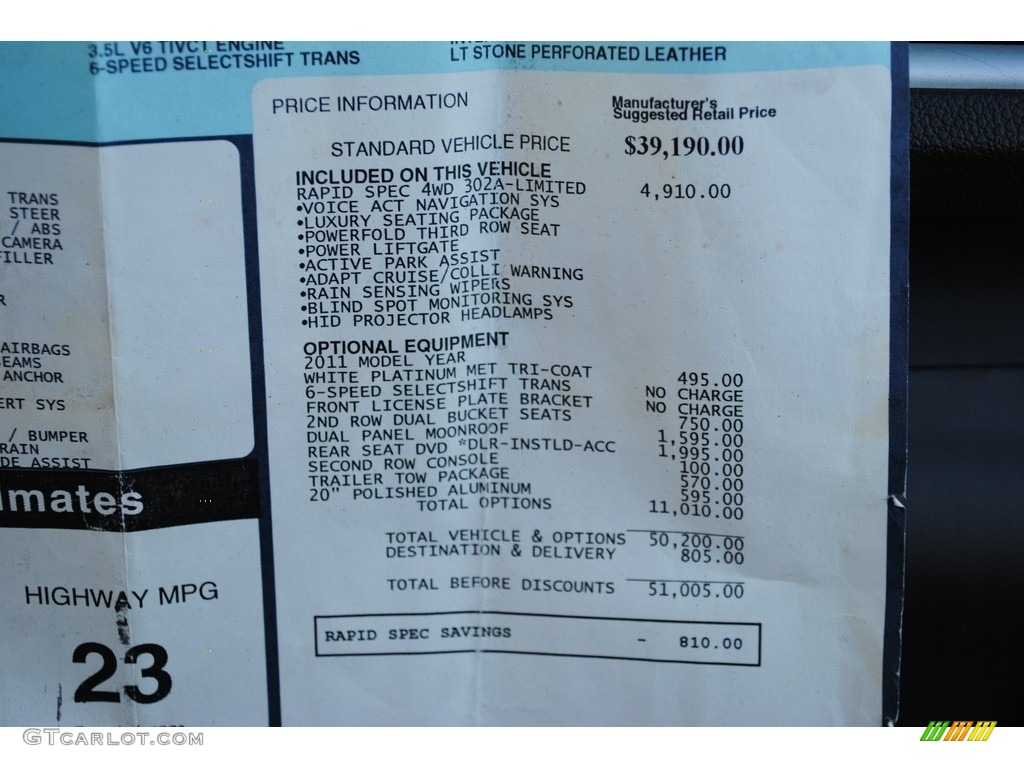 3.5L V6 TIVCT ENGINE
6-SPEED SELECTSHIFT TRANS
LT STONE PERFORATED LEATHER
PRICE INFORMATION
Manufacturer's
Suggested Retail Price
STANDARD VEHICLE PRICE $39,190.00
INCLUDED ON THIS VEHICLE
RAPID SPEC 4WD 302A-LIMITED 4,910.00
•VOICE ACT NAVIGATION SYS
•LUXURY SEATING PACKAGE
•POWERFOLD THIRD ROW SEAT
•POWER LIFTGATE
•ACTIVE PARK ASSIST
•ADAPT CRUISE/COLLI WARNING
•RAIN SENSING WIPERS
•BLIND SPOT MONITORING SYS
•HID PROJECTOR HEADLAMPS
OPTIONAL EQUIPMENT
2011 MODEL YEAR
WHITE PLATINUM MET TRI-COAT 495.00
6-SPEED SELECTSHIFT TRANS NO CHARGE
FRONT LICENSE PLATE BRACKET NO CHARGE
2ND ROW DUAL BUCKET SEATS 750.00
DUAL PANEL MOONROOF 1,595.00
REAR SEAT DVD *DLR-INSTLD-ACC 1,995.00
SECOND ROW CONSOLE 100.00
TRAILER TOW PACKAGE 570.00
20" POLISHED ALUMINUM 595.00
TOTAL OPTIONS 11,010.00
TOTAL VEHICLE & OPTIONS 50,200.00
DESTINATION & DELIVERY 805.00
TOTAL BEFORE DISCOUNTS 51,005.00
RAPID SPEC SAVINGS - 810.00
TRANS
STEER
/ ABS
CAMERA
FILLER
R
AIRBAGS
BEAMS
ANCHOR
ERT SYS
/ BUMPER
RAIN
DE ASSIST
imates
HIGHWAY MPG
23
GTCARLOT.COM